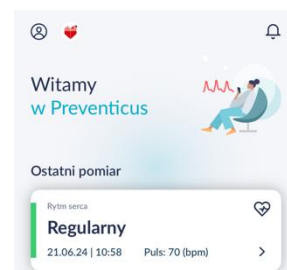 Witamy
w Preventicus
Ostatni pomiar
Rytm serca
Regularny
21.06.24 | 10:58 Puls: 70 (bpm)